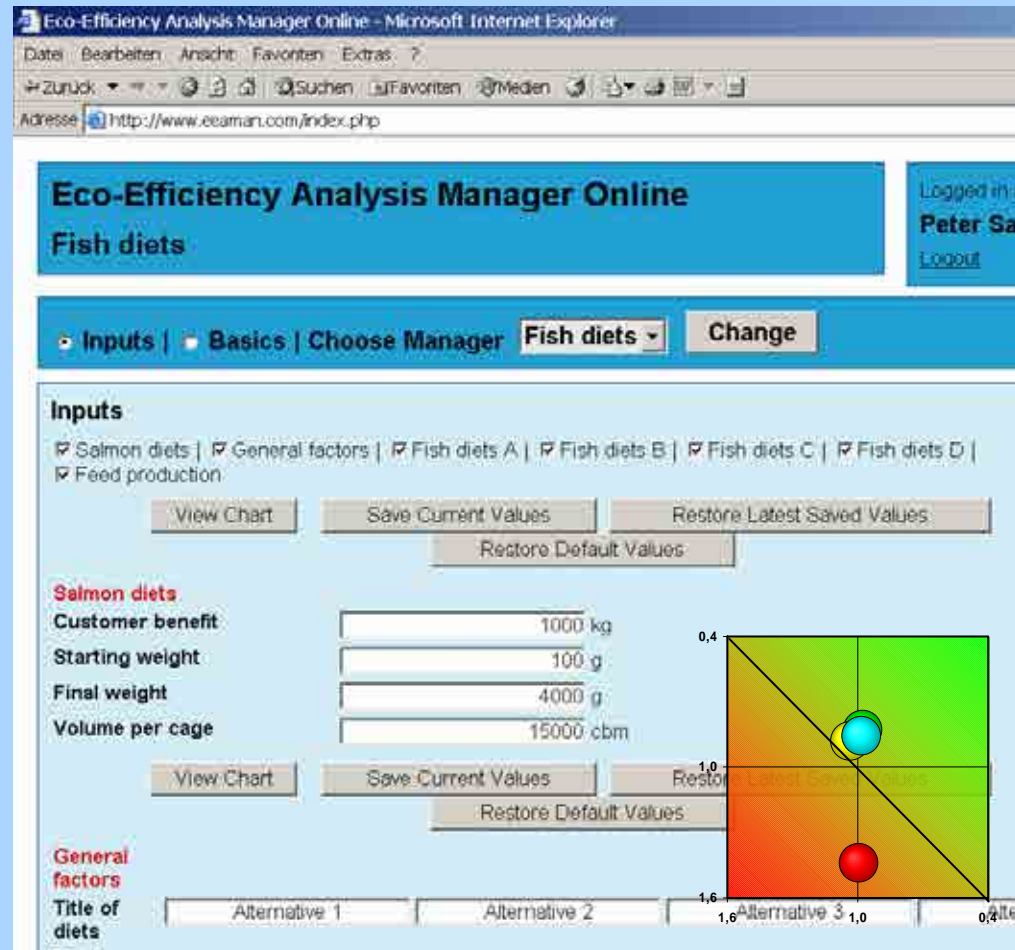 Eco-Efficiency Analysis Manager Online - Microsoft Internet Explorer
Datei Bearbeiten Ansicht Favoriten Extras ?
Zurück Suchen Favoriten Medien
Adresse http://www.eeaman.com/index.php
Eco-Efficiency Analysis Manager Online
Fish diets
Logged in
Peter Sa
Logout
Inputs | Basics | Choose Manager Fish diets Change
Inputs
Salmon diets | General factors | Fish diets A | Fish diets B | Fish diets C | Fish diets D |
Feed production
View Chart Save Current Values Restore Latest Saved Values
Restore Default Values
Salmon diets
Customer benefit 1000 kg
Starting weight 100 g
Final weight 4000 g
Volume per cage 15000 cbm
0,4
1,0
1,6
1,6 1,0 0,4
View Chart Save Current Values Restore Latest Saved Values
Restore Default Values
General
factors
Title of
diets
Alternative 1 Alternative 2 Alternative 3